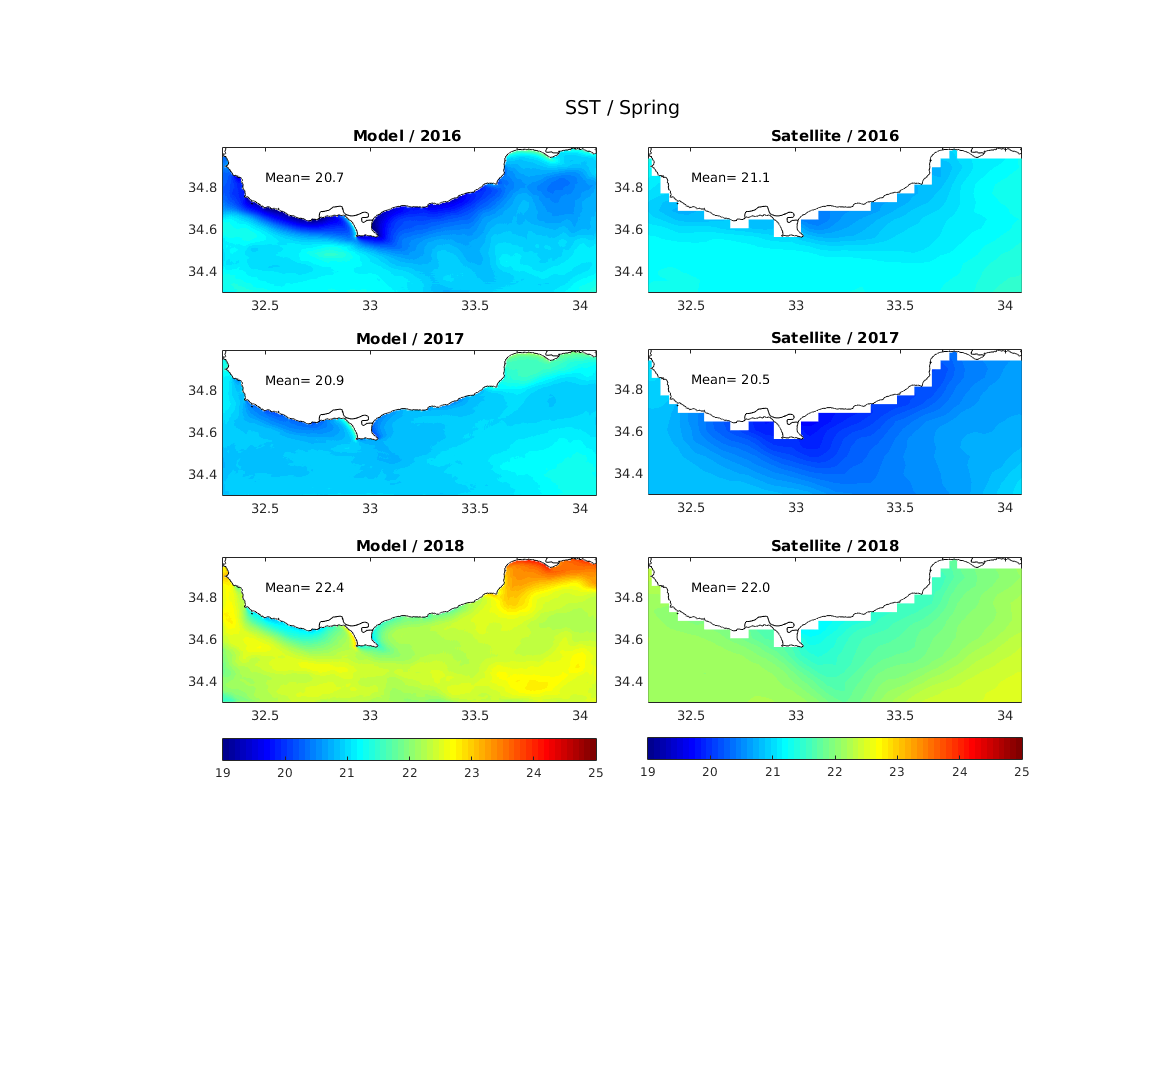 SST / Spring
Model / 2016
Satellite / 2016
Mean= 20.7
Mean= 21.1
34.8
34.6
34.4
34.8
34.6
34.4
32.5 33 33.5 34
32.5 33 33.5 34
Model / 2017
Satellite / 2017
Mean= 20.9
Mean= 20.5
34.8
34.6
34.4
34.8
34.6
34.4
32.5 33 33.5 34
32.5 33 33.5 34
Model / 2018
Satellite / 2018
Mean= 22.4
Mean= 22.0
34.8
34.6
34.4
34.8
34.6
34.4
32.5 33 33.5 34
32.5 33 33.5 34
19 20 21 22 23 24 25
19 20 21 22 23 24 25